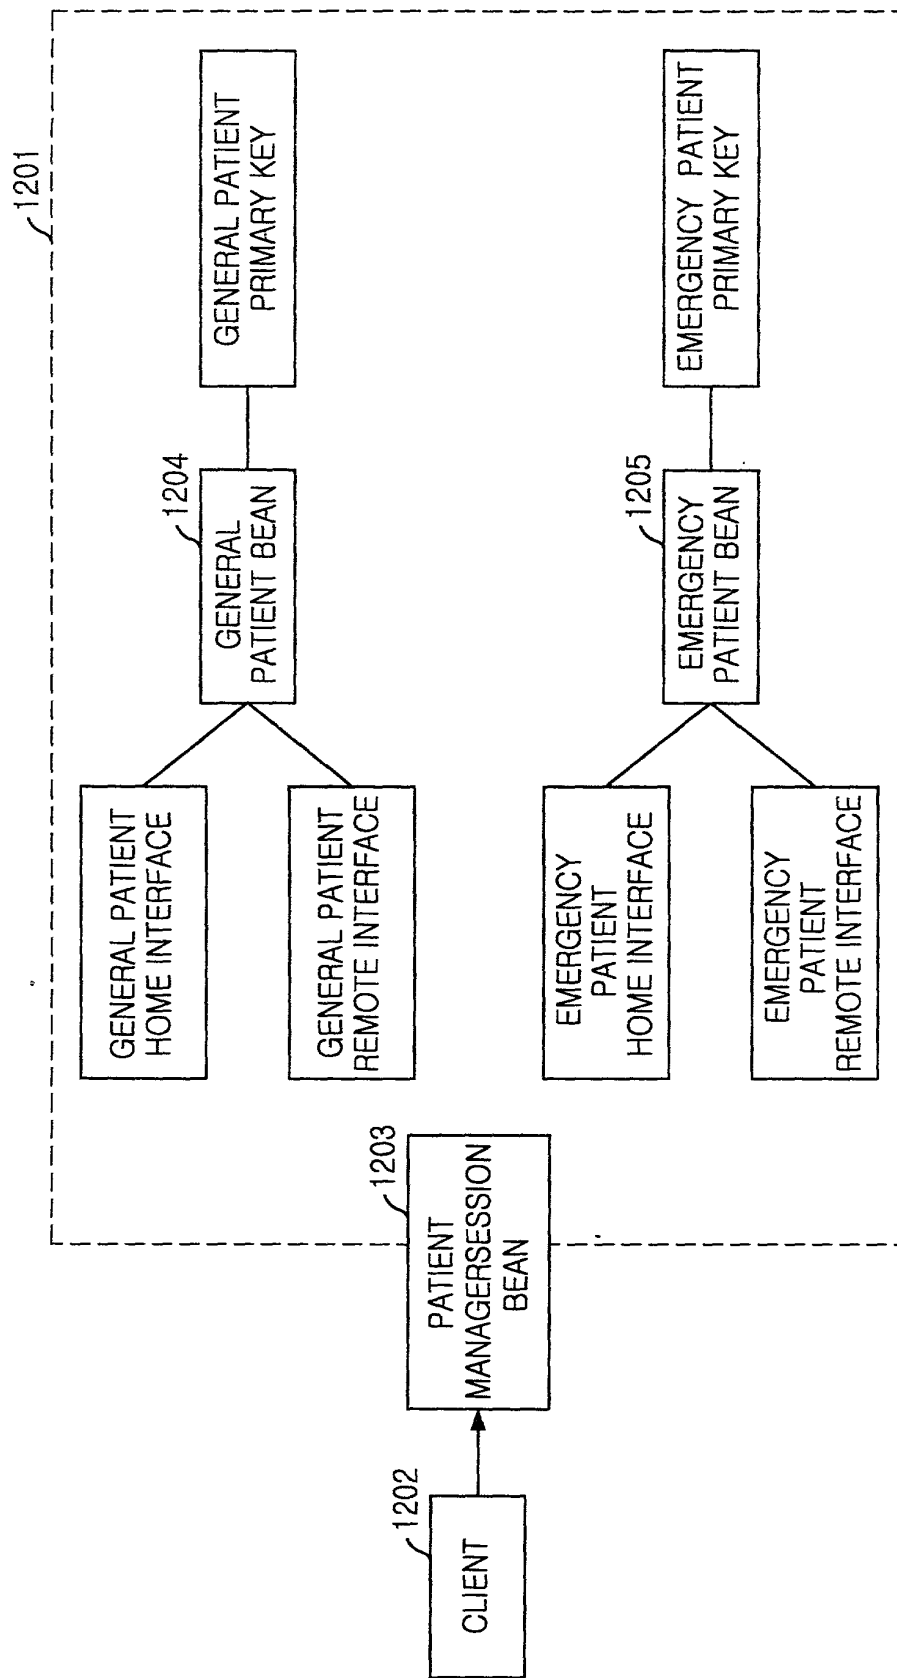 1201
GENERAL PATIENT
HOME INTERFACE
GENERAL PATIENT
REMOTE INTERFACE
1204
GENERAL
PATIENT BEAN
GENERAL PATIENT
PRIMARY KEY
1202
CLIENT
1203
PATIENT
MANAGERSESSION
BEAN
EMERGENCY
PATIENT
HOME INTERFACE
EMERGENCY
PATIENT
REMOTE INTERFACE
1205
EMERGENCY
PATIENT BEAN
EMERGENCY PATIENT
PRIMARY KEY